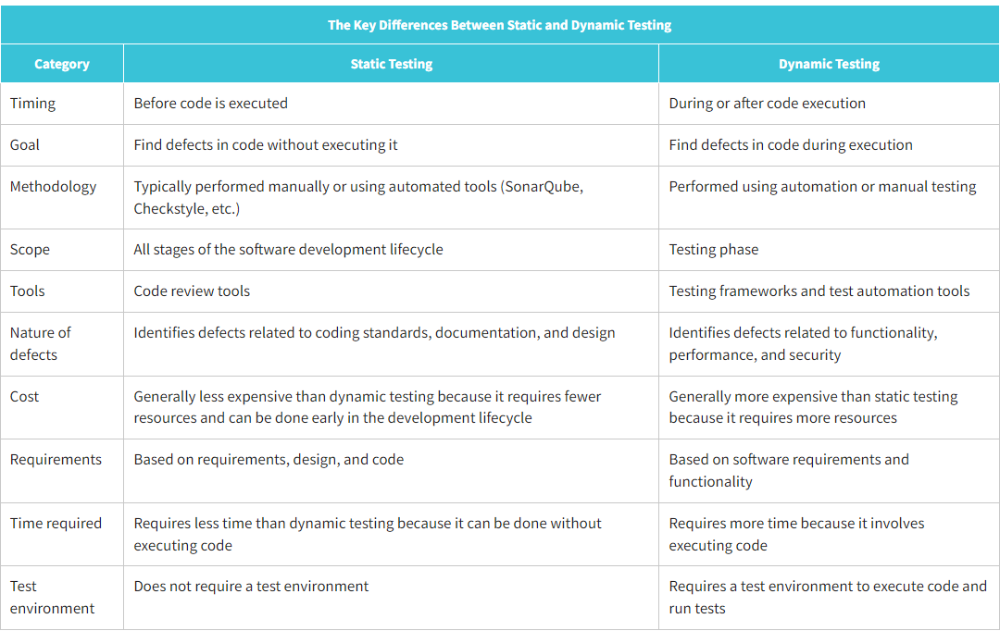 The Key Differences Between Static and Dynamic Testing
Category
Static Testing
Dynamic Testing
Timing
Before code is executed
During or after code execution
Goal
Find defects in code without executing it
Find defects in code during execution
Methodology
Typically performed manually or using automated tools (SonarQube,
Checkstyle, etc.)
Performed using automation or manual testing
Scope
All stages of the software development lifecycle
Testing phase
Tools
Code review tools
Testing frameworks and test automation tools
Nature of
defects
Identifies defects related to coding standards, documentation, and design
Identifies defects related to functionality,
performance, and security
Cost
Generally less expensive than dynamic testing because it requires fewer
resources and can be done early in the development lifecycle
Generally more expensive than static testing
because it requires more resources
Requirements
Based on requirements, design, and code
Based on software requirements and
functionality
Time required
Requires less time than dynamic testing because it can be done without
executing code
Requires more time because it involves
executing code
Test
environment
Does not require a test environment
Requires a test environment to execute code and
run tests